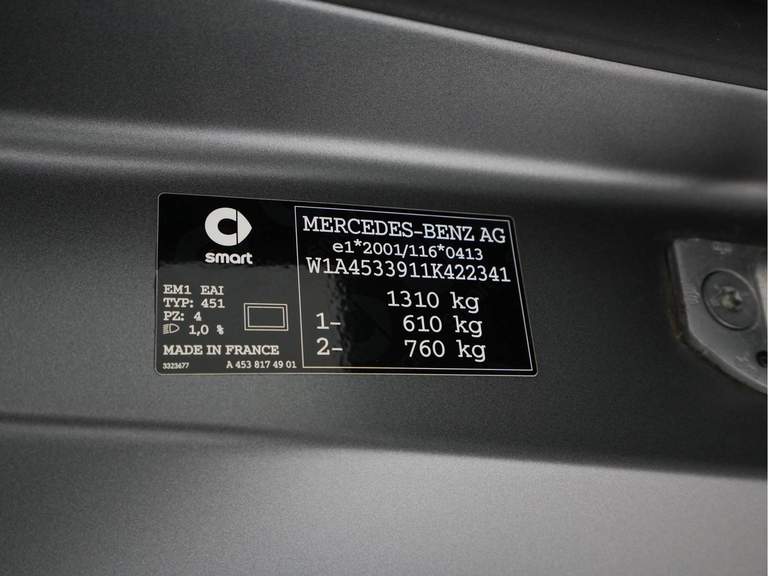 smart
EM1 EAI
TYP: 451
PZ: 4
1,0 %
MADE IN FRANCE
3323677 A 453 817 49 01
MERCEDES-BENZ AG
e1*2001/116*0413
W1A4533911K422341
1310 kg
1- 610 kg
2- 760 kg